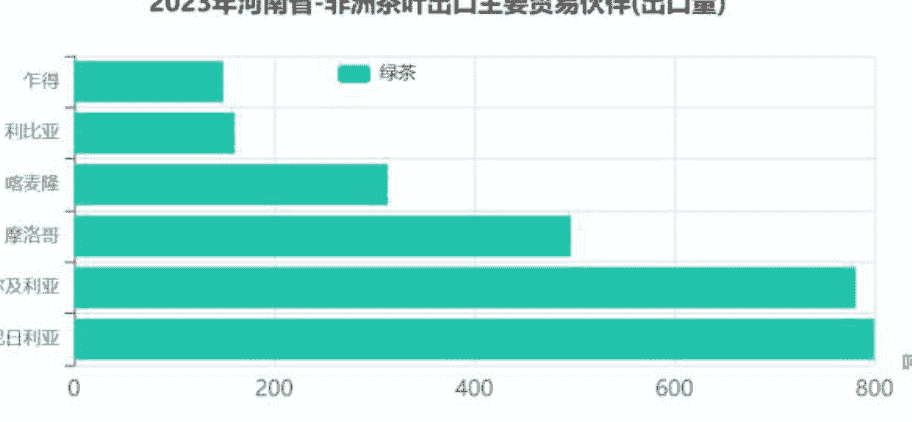 2023年河南省-非洲茶叶出口主要贸易伙伴(出口量)
绿茶
乍得
利比亚
喀麦隆
摩洛哥
尔及利亚
尼日利亚
0 200 400 600 800